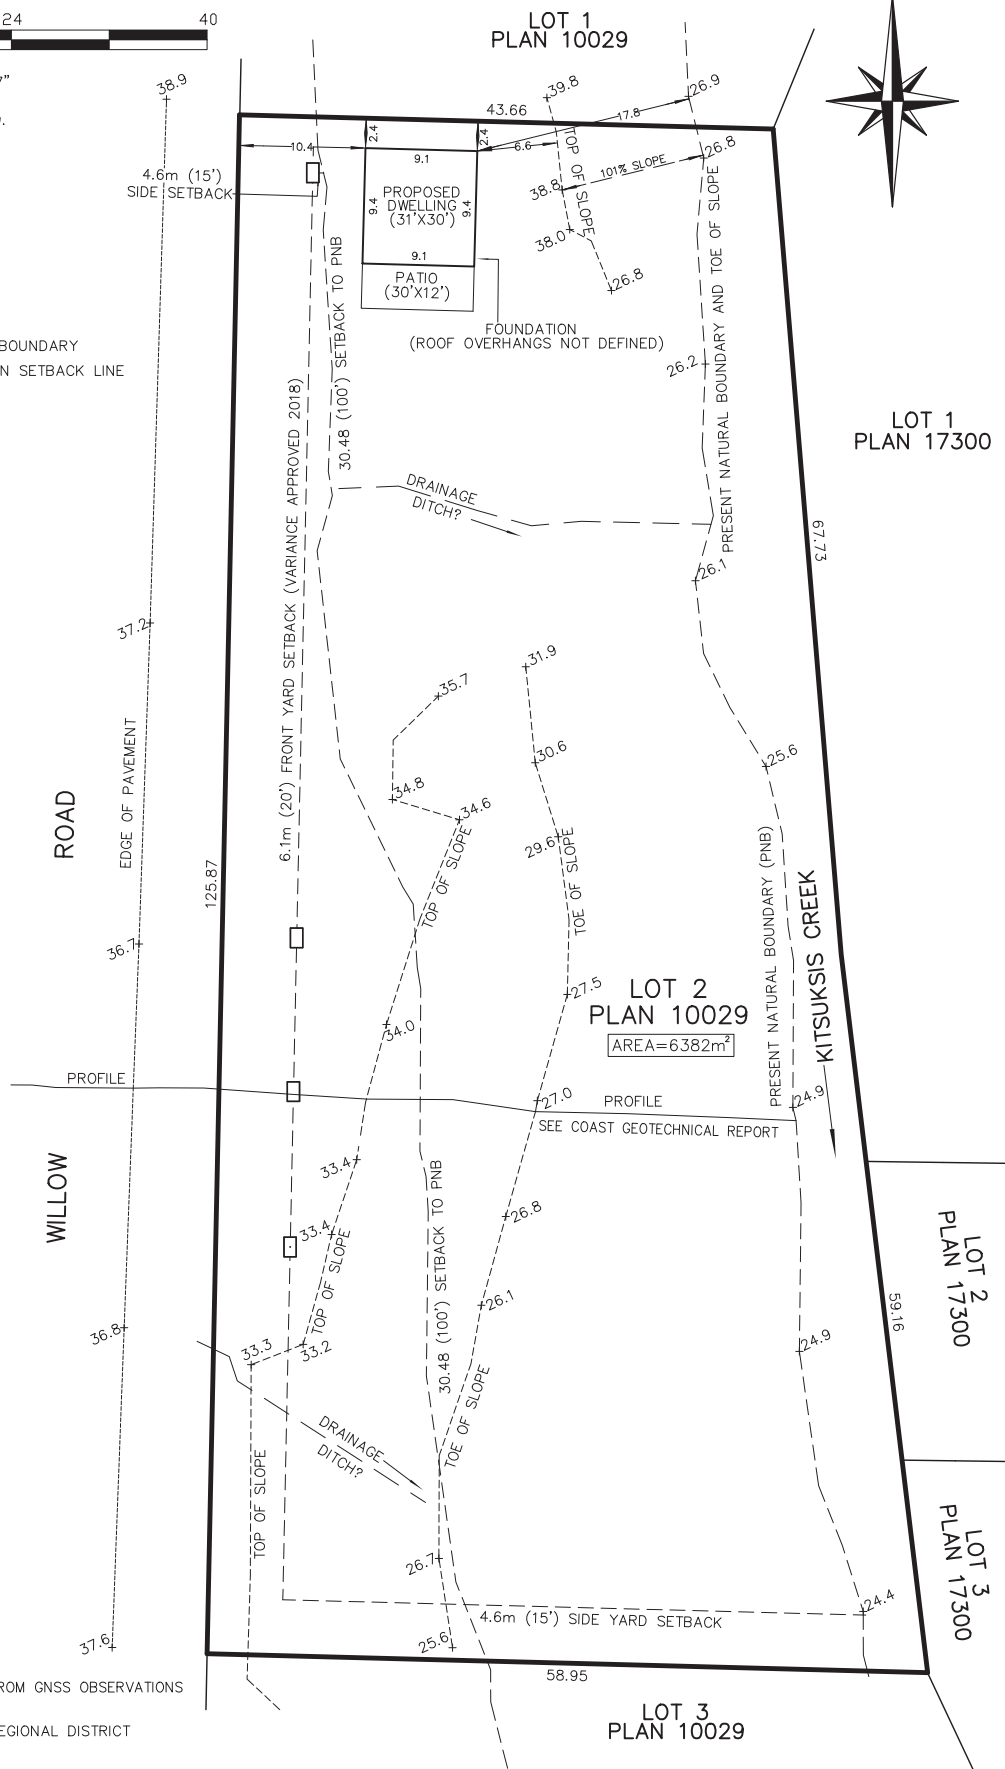 24
40
LOT 1
PLAN 10029
38.9
39.8
26.9
43.66
17.8
2.4
2.4
10.4
6.6
9.1
26.8
101% SLOPE
4.6m (15')
SIDE SETBACK
PROPOSED
DWELLING
(31'X30')
9.4
9.4
38.8
TOP OF SLOPE
38.0
9.1
PATIO
(30'X12')
26.8
FOUNDATION
(ROOF OVERHANGS NOT DEFINED)
BOUNDARY
N SETBACK LINE
30.48 (100') SETBACK TO PNB
PRESENT NATURAL BOUNDARY AND TOE OF SLOPE
26.2
LOT 1
PLAN 17300
6.1m (20') FRONT YARD SETBACK (VARIANCE APPROVED 2018)
DRAINAGE
DITCH?
67.73
26.1
37.2
31.9
35.7
30.6
25.6
34.8
34.6
29.6
TOP OF SLOPE
TOE OF SLOPE
EDGE OF PAVEMENT
ROAD
125.87
36.7
PRESENT NATURAL BOUNDARY (PNB)
KITSUKSIS CREEK
27.5
LOT 2
PLAN 10029
AREA=6382m²
34.0
PROFILE
27.0
PROFILE
24.9
SEE COAST GEOTECHNICAL REPORT
33.4
WILLOW
33.4
26.8
TOP OF SLOPE
30.48 (100') SETBACK TO PNB
26.1
LOT 2
PLAN 17300
59.16
36.8
33.3
33.2
24.9
TOE OF SLOPE
DRAINAGE
DITCH?
TOP OF SLOPE
26.7
LOT 3
PLAN 17300
24.4
4.6m (15') SIDE YARD SETBACK
37.6
25.6
58.95
ROM GNSS OBSERVATIONS
LOT 3
PLAN 10029
EGIONAL DISTRICT